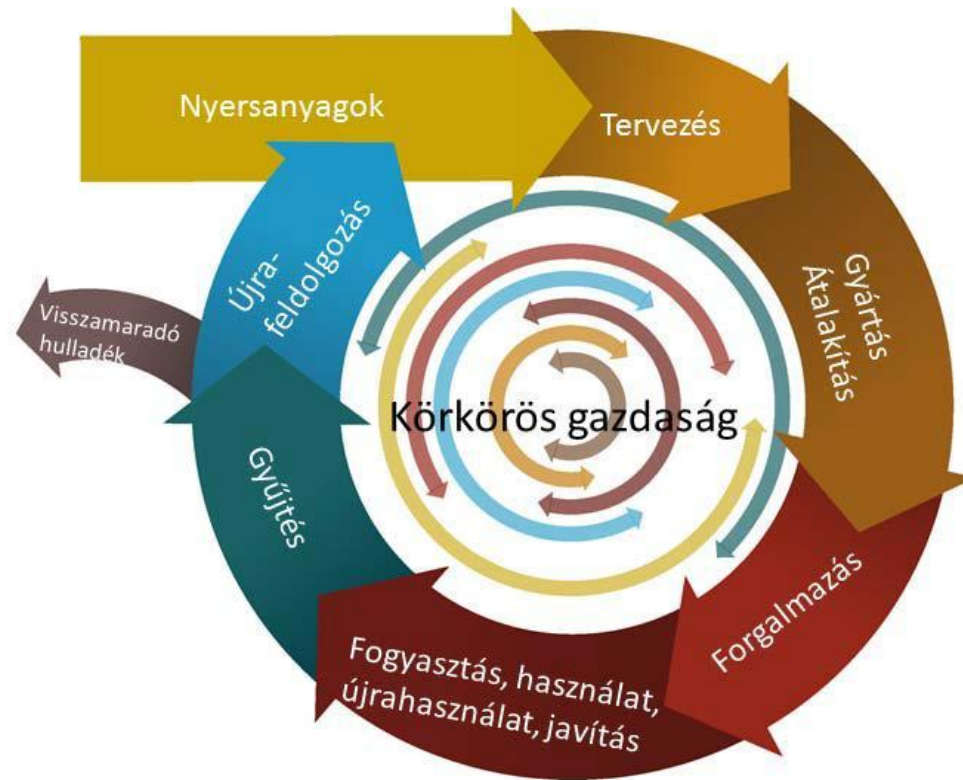 Nyersanyagok
Tervezés
Gyártás
Átalakítás
Forgalmazás
Fogyasztás, használat,
újrahasználat, javítás
Gyűjtés
Újra-
feldolgozás
Visszamaradó
hulladék
Körkörös gazdaság